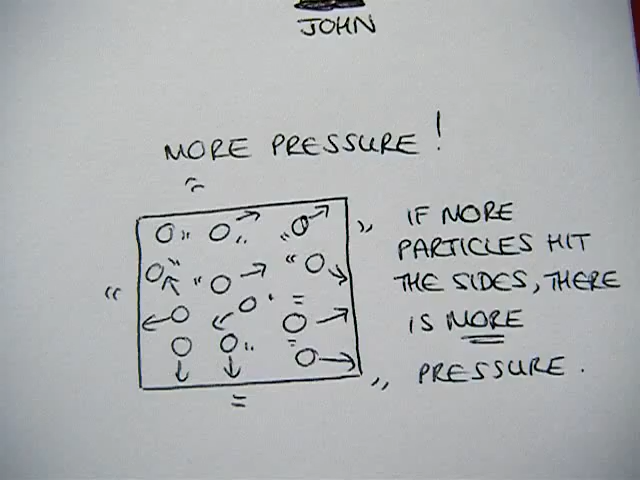 JOHN
MORE PRESSURE!
IF MORE
PARTICLES HIT
THE SIDES, THERE
IS MORE
PRESSURE.